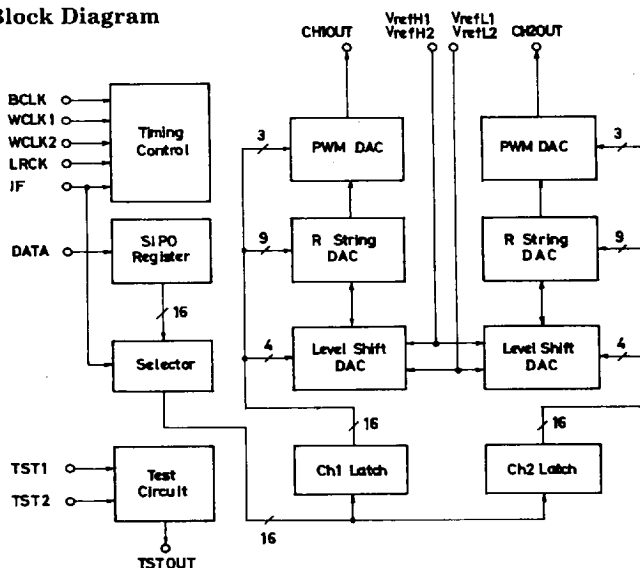 Block Diagram
CH1OUT
VrefH1
VrefH2
VrefL1
VrefL2
CH2OUT
BCLK
WCLK1
WCLK2
LRCK
IF
Timing
Control
3
PWM DAC
PWM DAC
3
DATA
SIPO
Register
9
R String
DAC
R String
DAC
9
16
Selector
4
Level Shift
DAC
Level Shift
DAC
4
16
16
TST1
TST2
Test
Circuit
Ch1 Latch
Ch2 Latch
16
TSTOUT